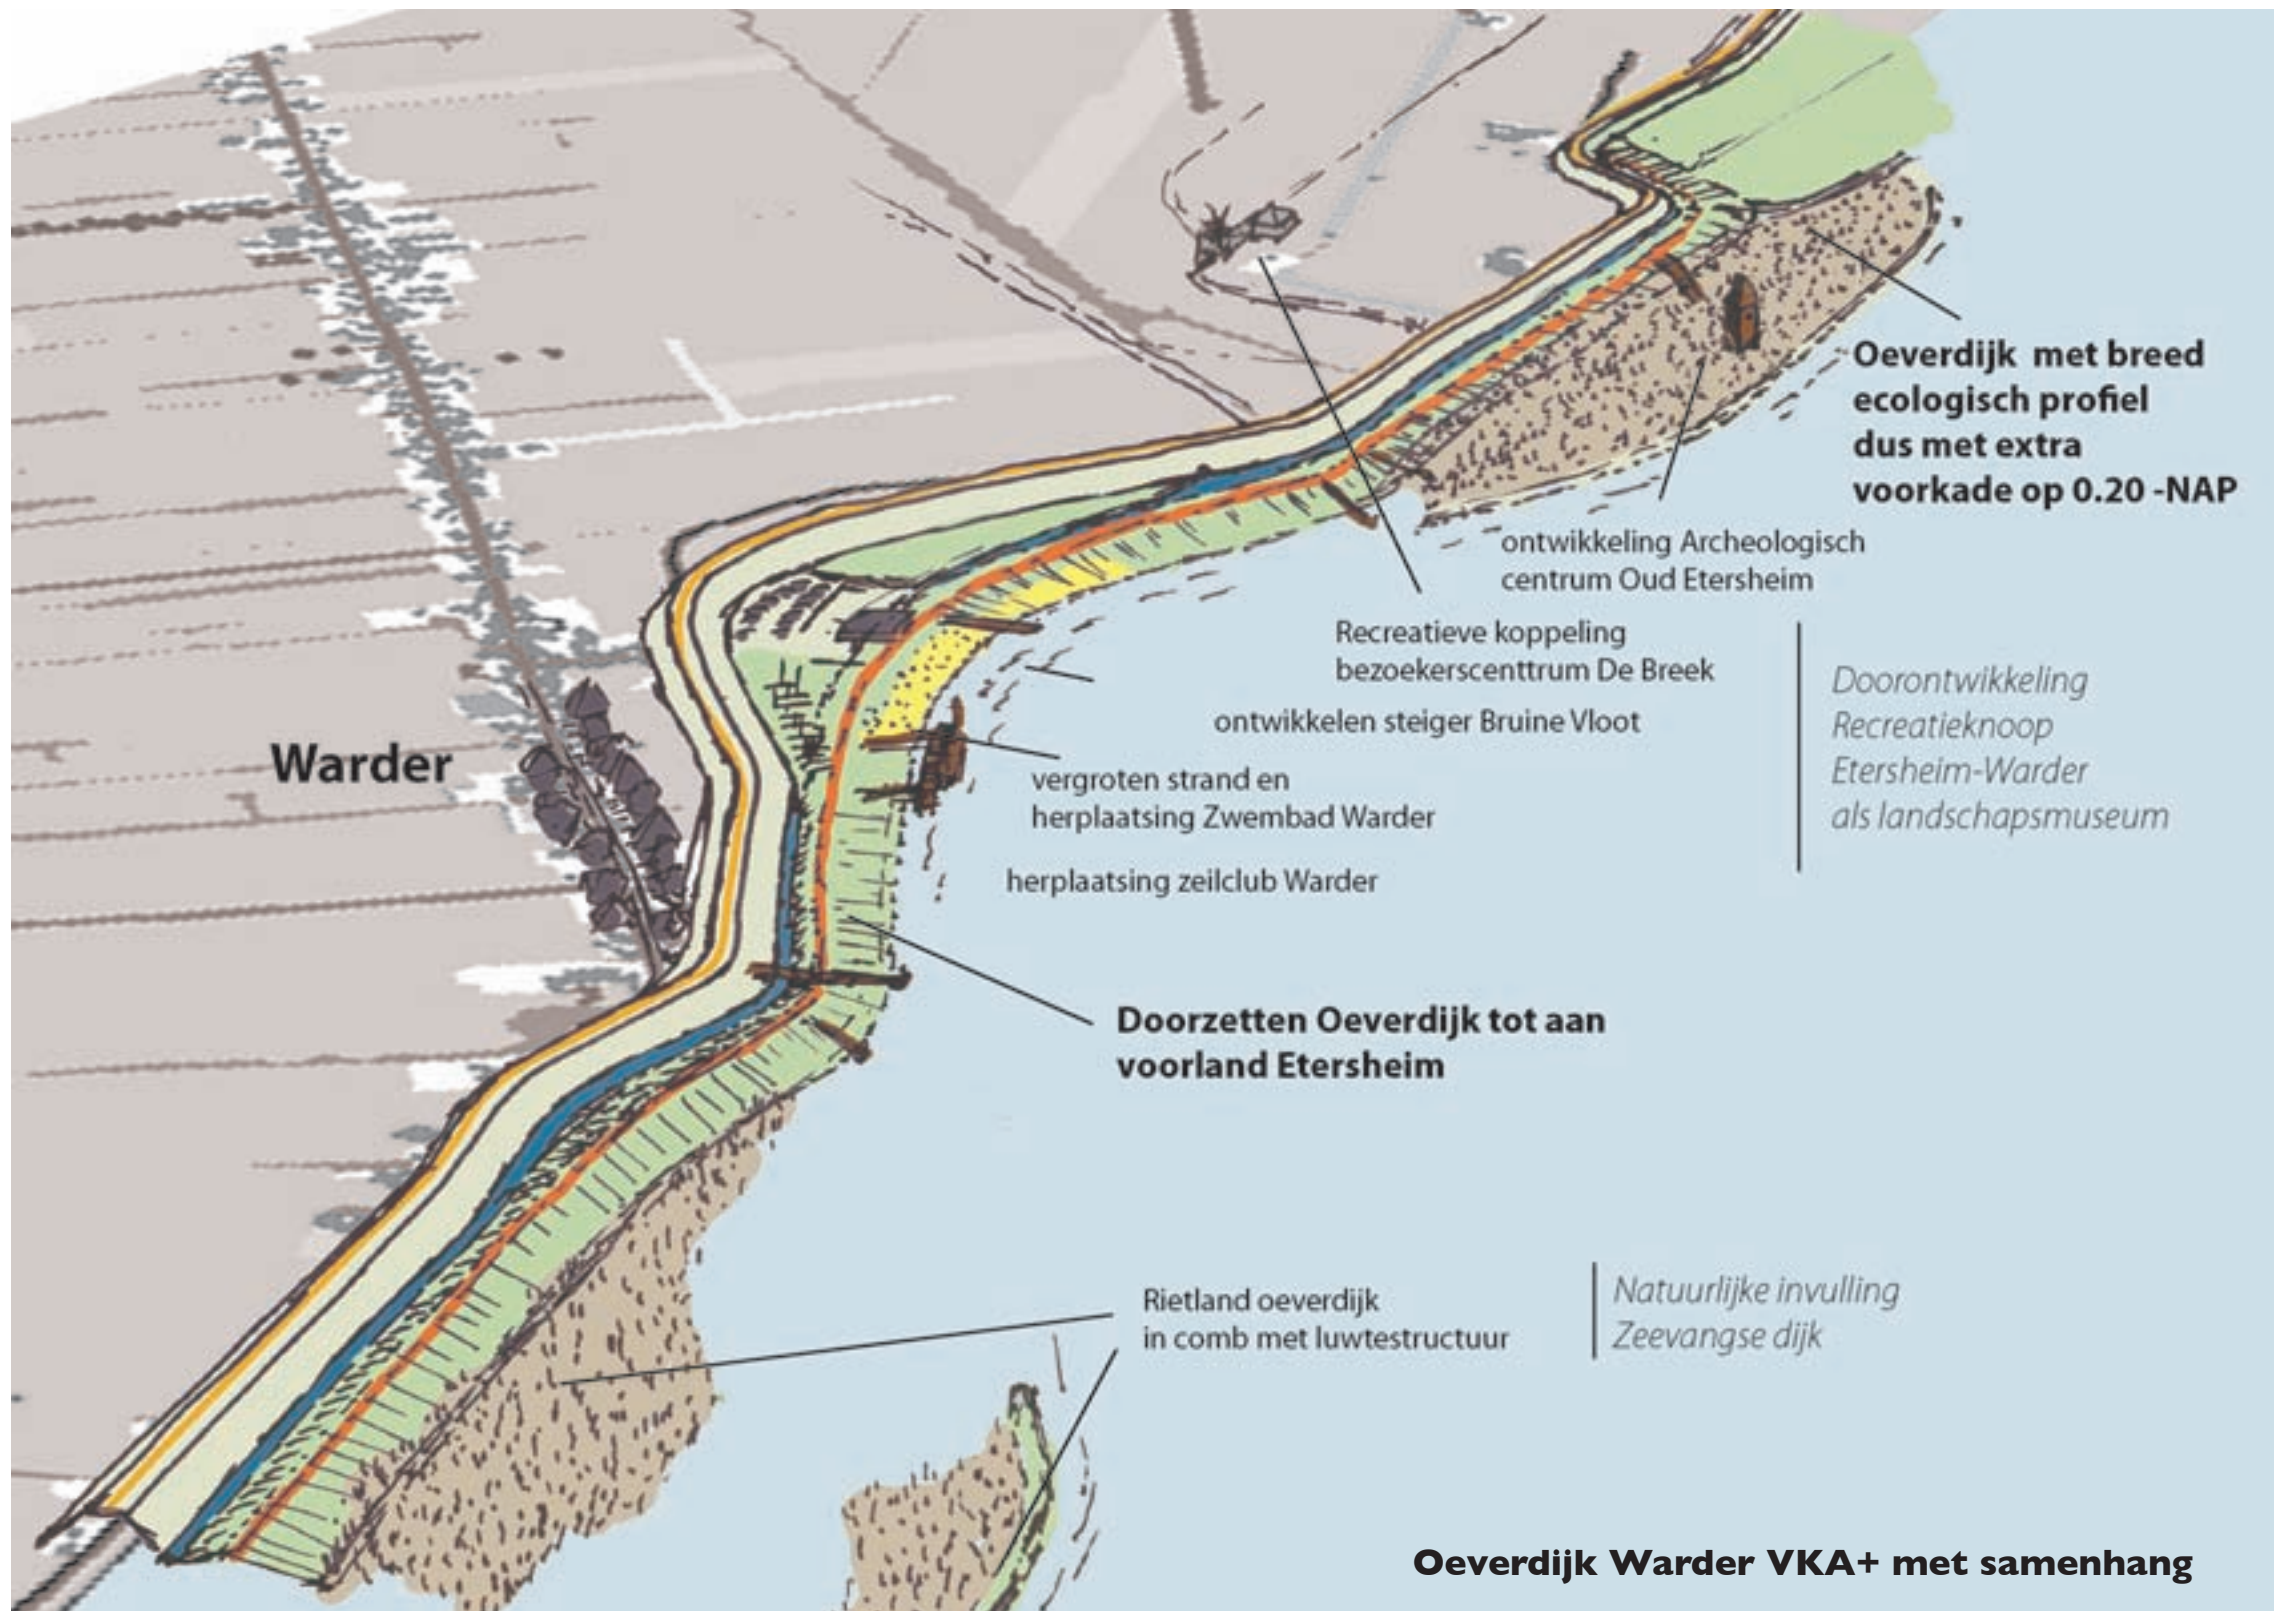 Oeverdijk met breed
ecologisch profiel
dus met extra
voorkade op 0.20 -NAP
ontwikkeling Archeologisch
centrum Oud Etersheim
Recreatieve koppeling
bezoekerscenttrum De Breek
Doorontwikkeling
Recreatieknoop
Etersheim-Warder
als landschapsmuseum
ontwikkelen steiger Bruine Vloot
Warder
vergroten strand en
herplaatsing Zwembad Warder
herplaatsing zeilclub Warder
Doorzetten Oeverdijk tot aan
voorland Etersheim
Rietland oeverdijk
in comb met luwtestructuur
Natuurlijke invulling
Zeevangse dijk
Oeverdijk Warder VKA+ met samenhang